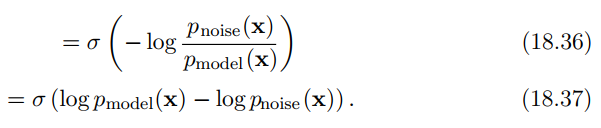 = σ ( − log p_noise(x) / p_model(x) ) (18.36)
= σ (log p_model(x) − log p_noise(x)) . (18.37)